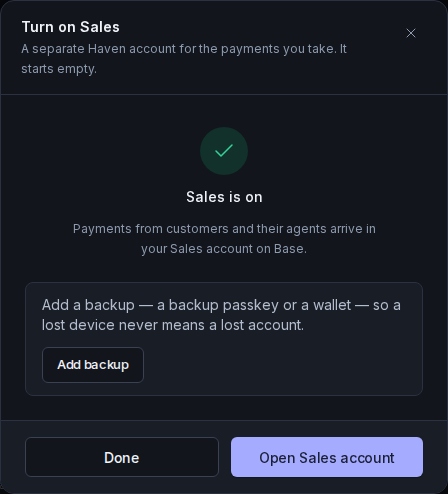 Turn on Sales
A separate Haven account for the payments you take. It
starts empty.
Sales is on
Payments from customers and their agents arrive in
your Sales account on Base.
Add a backup — a backup passkey or a wallet — so a
lost device never means a lost account.
Add backup
Done
Open Sales account